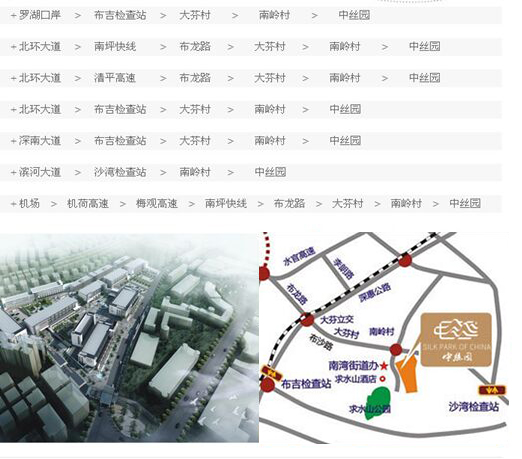 + 罗湖口岸 > 布吉检查站 > 大芬村 > 南岭村 > 中丝园
+ 北环大道 > 南坪快线 > 布龙路 > 大芬村 > 南岭村 > 中丝园
+ 北环大道 > 清平高速 > 布龙路 > 大芬村 > 南岭村 > 中丝园
+ 北环大道 > 布吉检查站 > 大芬村 > 南岭村 > 中丝园
+ 深南大道 > 布吉检查站 > 大芬村 > 南岭村 > 中丝园
+ 滨河大道 > 沙湾检查站 > 南岭村 > 中丝园
+ 机场 > 机荷高速 > 梅观高速 > 南坪快线 > 布龙路 > 大芬村 > 南岭村 > 中丝园
水官高速
李朗路
布龙路
深惠公路
大芬立交
大芬村
南岭村
布沙路
SILK PARK OF CHINA
中丝园
南湾街道办
求水山酒店
布吉检查站
求水山公园
沙湾检查站